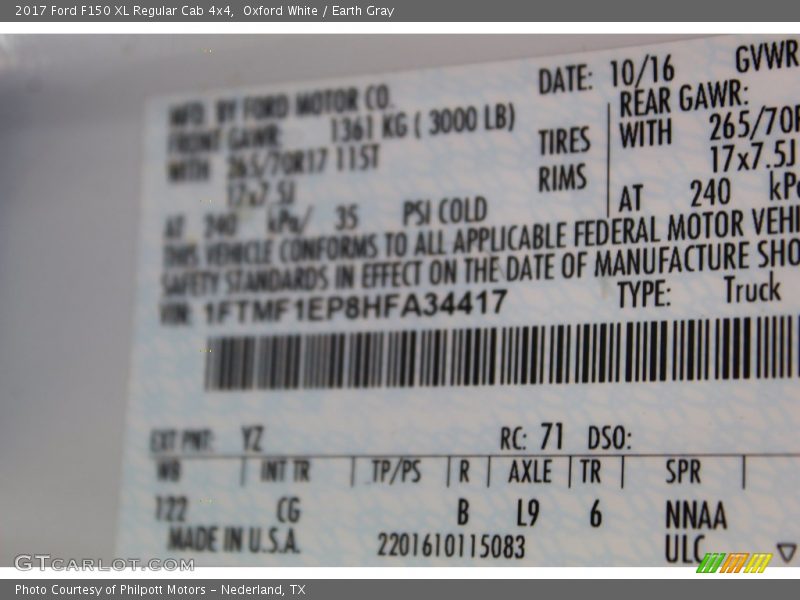 2017 Ford F150 XL Regular Cab 4x4, Oxford White / Earth Gray
MFD. BY FORD MOTOR CO.
DATE: 10/16
GVWR
FRONT GAWR:
1361 KG ( 3000 LB)
REAR GAWR:
WITH 265/70R17 115T
TIRES
WITH 265/70R
17x7.5J
RIMS
17x7.5J
AT 240 kPa/ 35 PSI COLD
AT 240 kPa
THIS VEHICLE CONFORMS TO ALL APPLICABLE FEDERAL MOTOR VEHI
SAFETY STANDARDS IN EFFECT ON THE DATE OF MANUFACTURE SHO
VIN: 1FTMF1EP8HFA34417
TYPE: Truck
EXT PNT: YZ
RC: 71 DSO:
WB INT TR TP/PS R AXLE TR SPR
122 CG B L9 6 NNAA
MADE IN U.S.A. 2201610115083 ULC
GTCARLOT.COM
Photo Courtesy of Philpott Motors - Nederland, TX